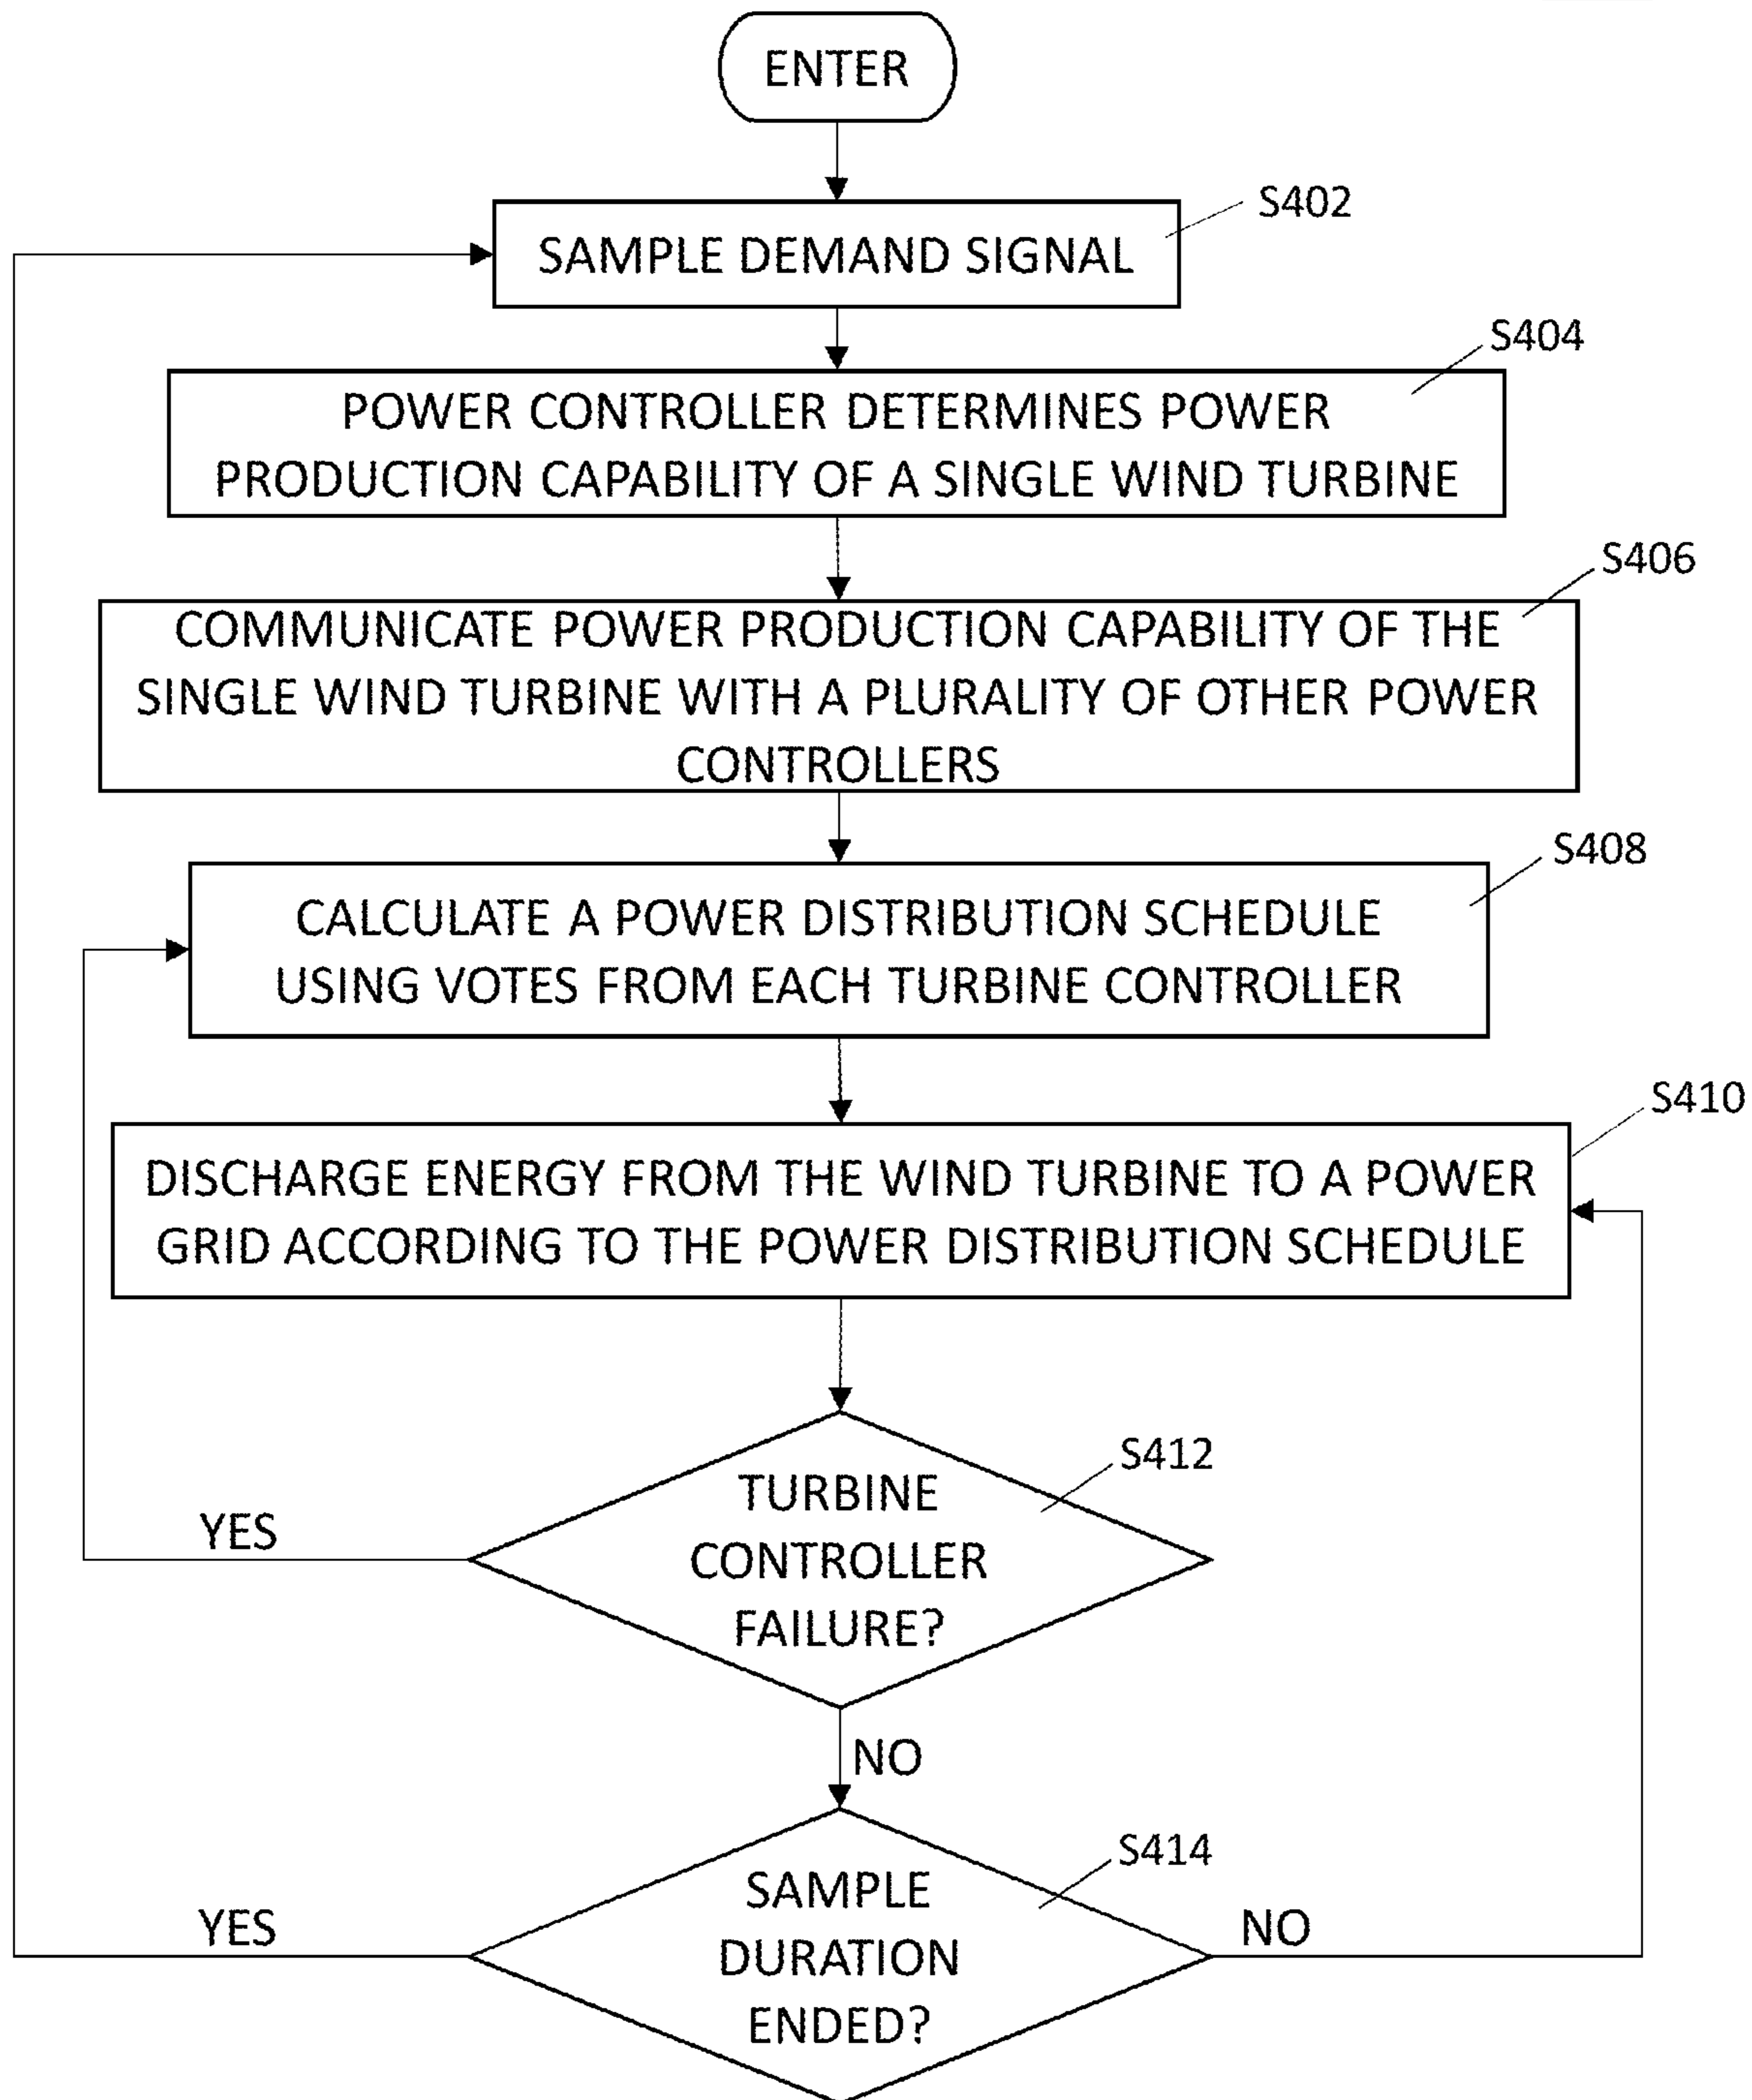 ENTER
S402
SAMPLE DEMAND SIGNAL
S404
POWER CONTROLLER DETERMINES POWER
PRODUCTION CAPABILITY OF A SINGLE WIND TURBINE
S406
COMMUNICATE POWER PRODUCTION CAPABILITY OF THE
SINGLE WIND TURBINE WITH A PLURALITY OF OTHER POWER
CONTROLLERS
S408
CALCULATE A POWER DISTRIBUTION SCHEDULE
USING VOTES FROM EACH TURBINE CONTROLLER
S410
DISCHARGE ENERGY FROM THE WIND TURBINE TO A POWER
GRID ACCORDING TO THE POWER DISTRIBUTION SCHEDULE
S412
TURBINE
CONTROLLER
FAILURE?
YES
NO
S414
SAMPLE
DURATION
ENDED?
YES
NO